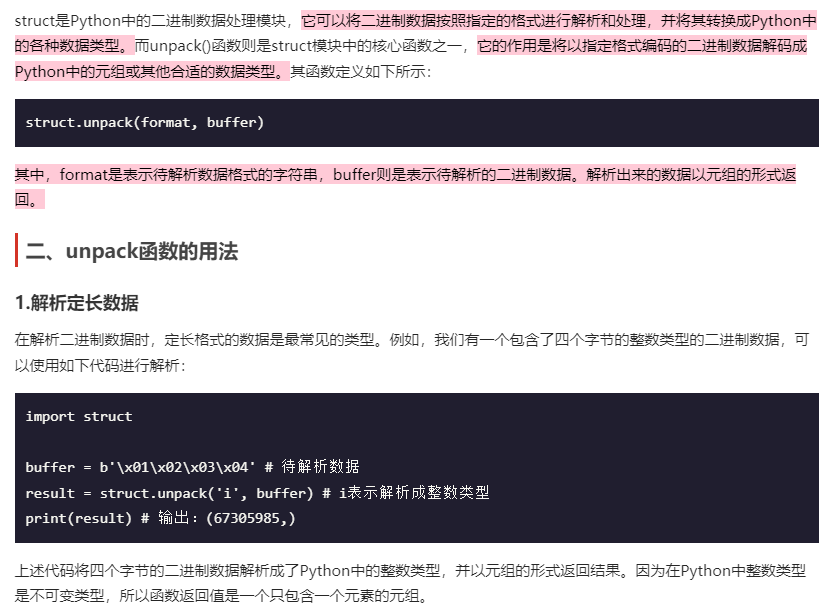 struct是Python中的二进制数据处理模块，它可以将二进制数据按照指定的格式进行解析和处理，并将其转换成Python中
的各种数据类型。而unpack()函数则是struct模块中的核心函数之一，它的作用是将以指定格式编码的二进制数据解码成
Python中的元组或其他合适的数据类型。其函数定义如下所示：
struct.unpack(format, buffer)
其中，format是表示待解析数据格式的字符串，buffer则是表示待解析的二进制数据。解析出来的数据以元组的形式返
回。
二、unpack函数的用法
1.解析定长数据
在解析二进制数据时，定长格式的数据是最常见的类型。例如，我们有一个包含了四个字节的整数类型的二进制数据，可
以使用如下代码进行解析：
import struct
buffer = b'\x01\x02\x03\x04' # 待解析数据
result = struct.unpack('i', buffer) # i表示解析成整数类型
print(result) # 输出：(67305985,)
上述代码将四个字节的二进制数据解析成了Python中的整数类型，并以元组的形式返回结果。因为在Python中整数类型
是不可变类型，所以函数返回值是一个只包含一个元素的元组。